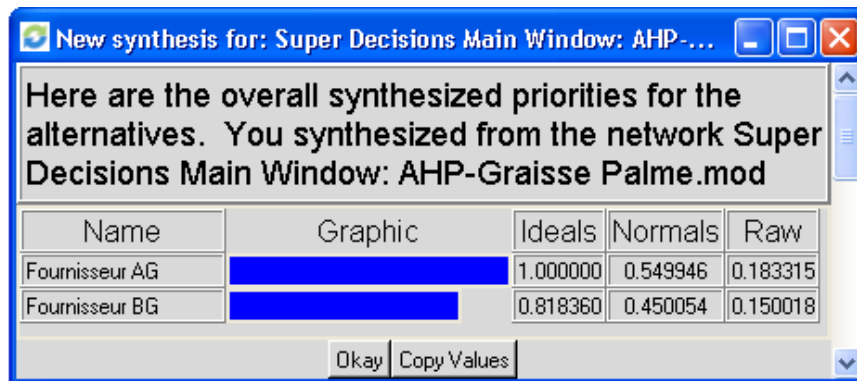 New synthesis for: Super Decisions Main Window: AHP-...
Here are the overall synthesized priorities for the
alternatives. You synthesized from the network Super
Decisions Main Window: AHP-Graisse Palme.mod
Name Graphic Ideals Normals Raw
Fournisseur AG 1.000000 0.549946 0.183315
Fournisseur BG 0.818360 0.450054 0.150018
Okay Copy Values